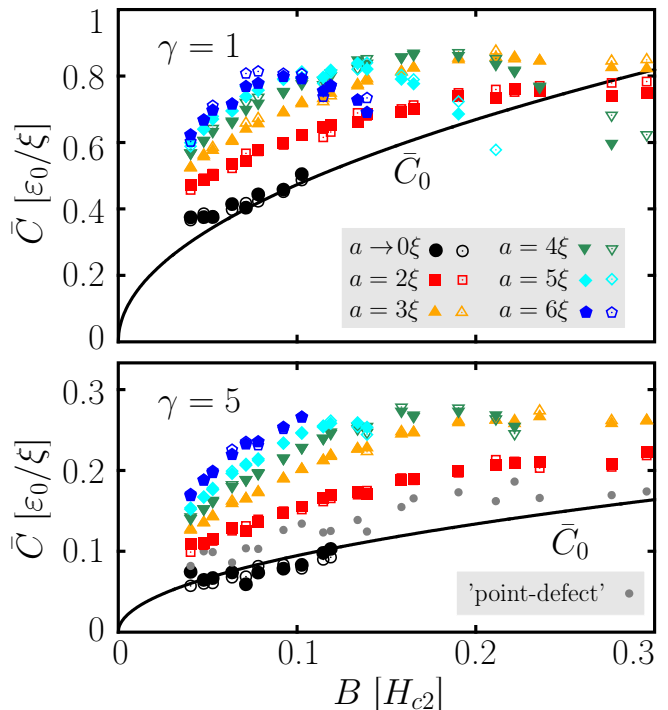 1
γ = 1
0.8
0.6
C̄ [ε₀/ξ]
C̄₀
0.4
a → 0ξ a = 4ξ
0.2
a = 2ξ a = 5ξ
a = 3ξ a = 6ξ
0
0.3
γ = 5
0.2
C̄ [ε₀/ξ]
0.1
C̄₀
'point-defect'
0
0 0.1 0.2 0.3
B [H_{c2}]